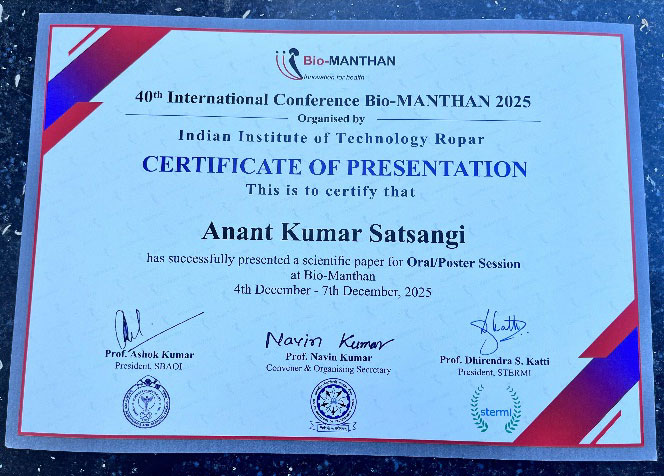 Bio-MANTHAN
Innovation for health
40th International Conference Bio-MANTHAN 2025
Organised by
Indian Institute of Technology Ropar
CERTIFICATE OF PRESENTATION
This is to certify that
Anant Kumar Satsangi
has successfully presented a scientific paper for Oral/Poster Session
at Bio-Manthan
4th December - 7th December, 2025
Navin Kumar
Prof. Ashok Kumar
President, SBAOI
Prof. Navin Kumar
Convener & Organising Secretary
Prof. Dhirendra S. Katti
President, STERMI
stermi